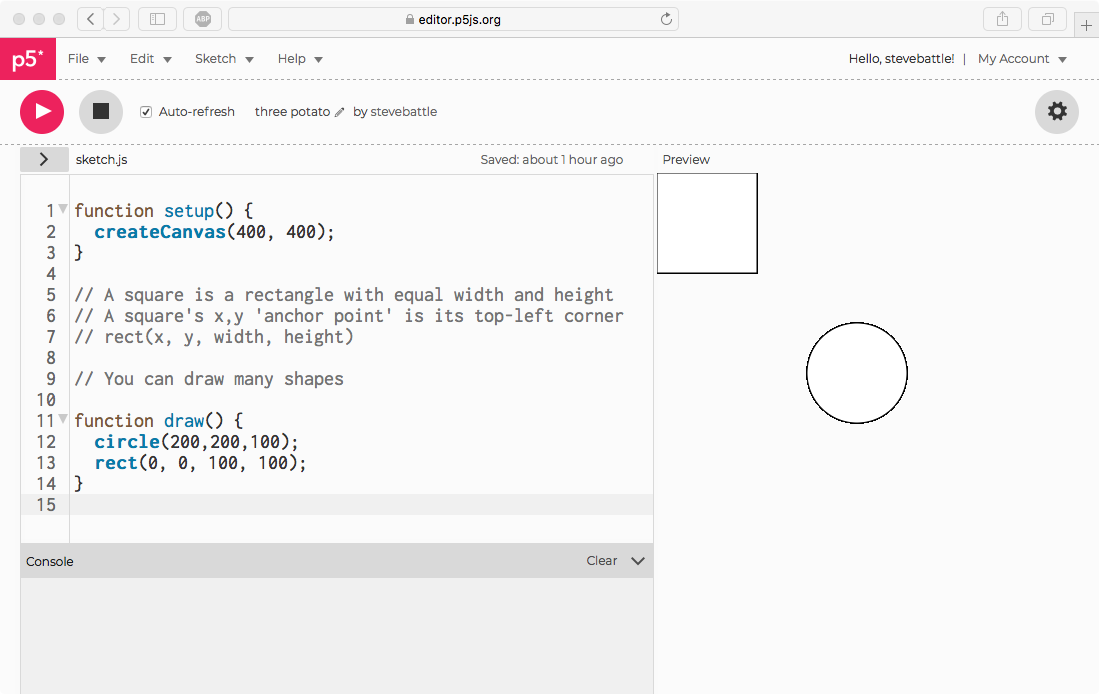 ABP
editor.p5js.org
p5* File Edit Sketch Help Hello, stevebattle! | My Account
Auto-refresh three potato by stevebattle
sketch.js Saved: about 1 hour ago Preview
1 function setup() {
2 createCanvas(400, 400);
3 }
4
5 // A square is a rectangle with equal width and height
6 // A square's x,y 'anchor point' is its top-left corner
7 // rect(x, y, width, height)
8
9 // You can draw many shapes
10
11 function draw() {
12 circle(200,200,100);
13 rect(0, 0, 100, 100);
14 }
15
Console Clear